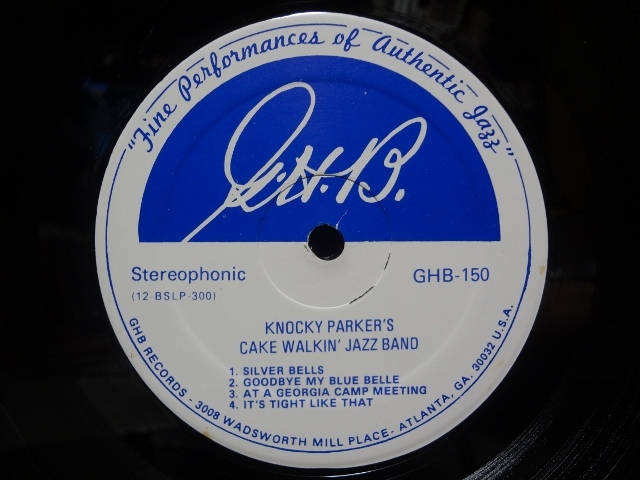 "Fine Performances of Authentic Jazz"
G.H.B.
Stereophonic
GHB-150
(12-BSLP-300)
KNOCKY PARKER'S
CAKE WALKIN' JAZZ BAND
1. SILVER BELLS
2. GOODBYE MY BLUE BELLE
3. AT A GEORGIA CAMP MEETING
4. IT'S TIGHT LIKE THAT
GHB RECORDS - 3008 WADSWORTH MILL PLACE - ATLANTA, GA. 30032 U.S.A.